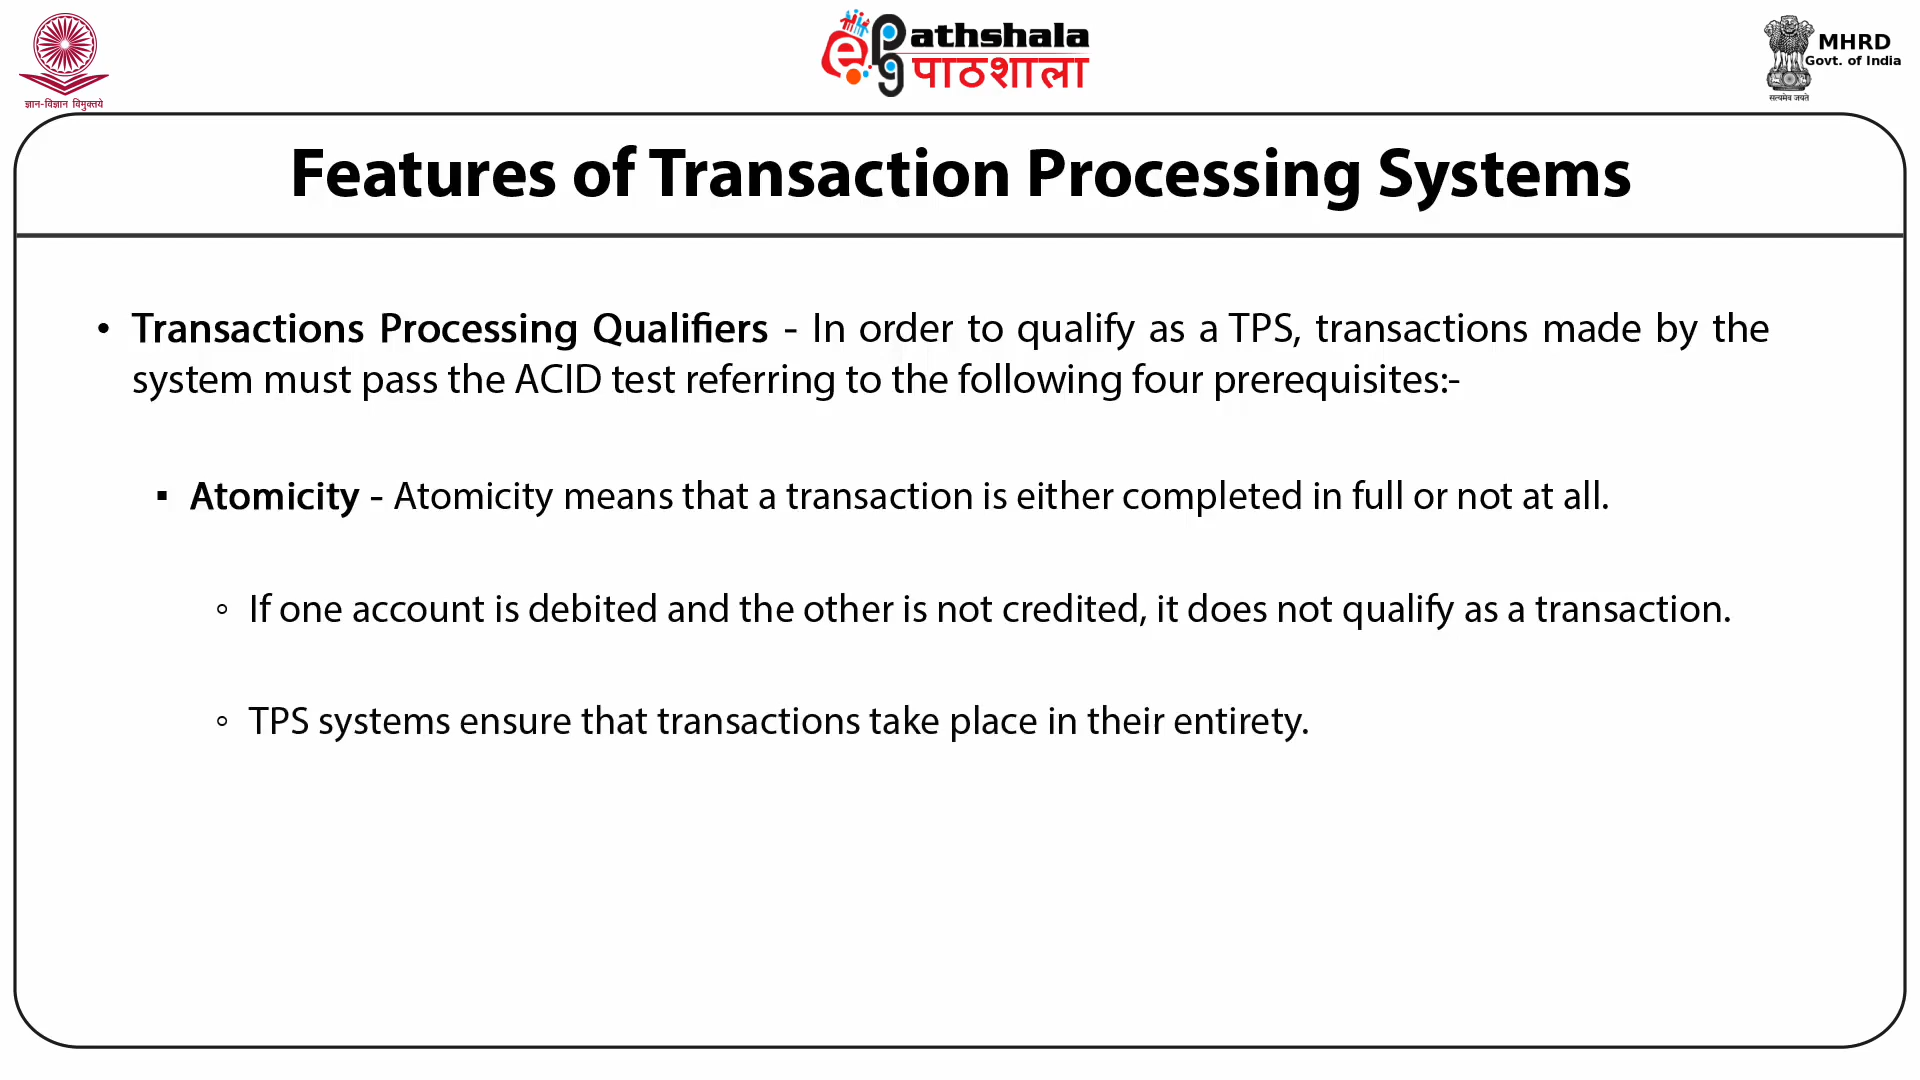 ज्ञान-विज्ञान विमुक्तये
ePathshala
पाठशाला
MHRD
Govt. of India
सत्यमेव जयते
Features of Transaction Processing Systems
• Transactions Processing Qualifiers - In order to qualify as a TPS, transactions made by the
system must pass the ACID test referring to the following four prerequisites:-
▪ Atomicity - Atomicity means that a transaction is either completed in full or not at all.
◦ If one account is debited and the other is not credited, it does not qualify as a transaction.
◦ TPS systems ensure that transactions take place in their entirety.